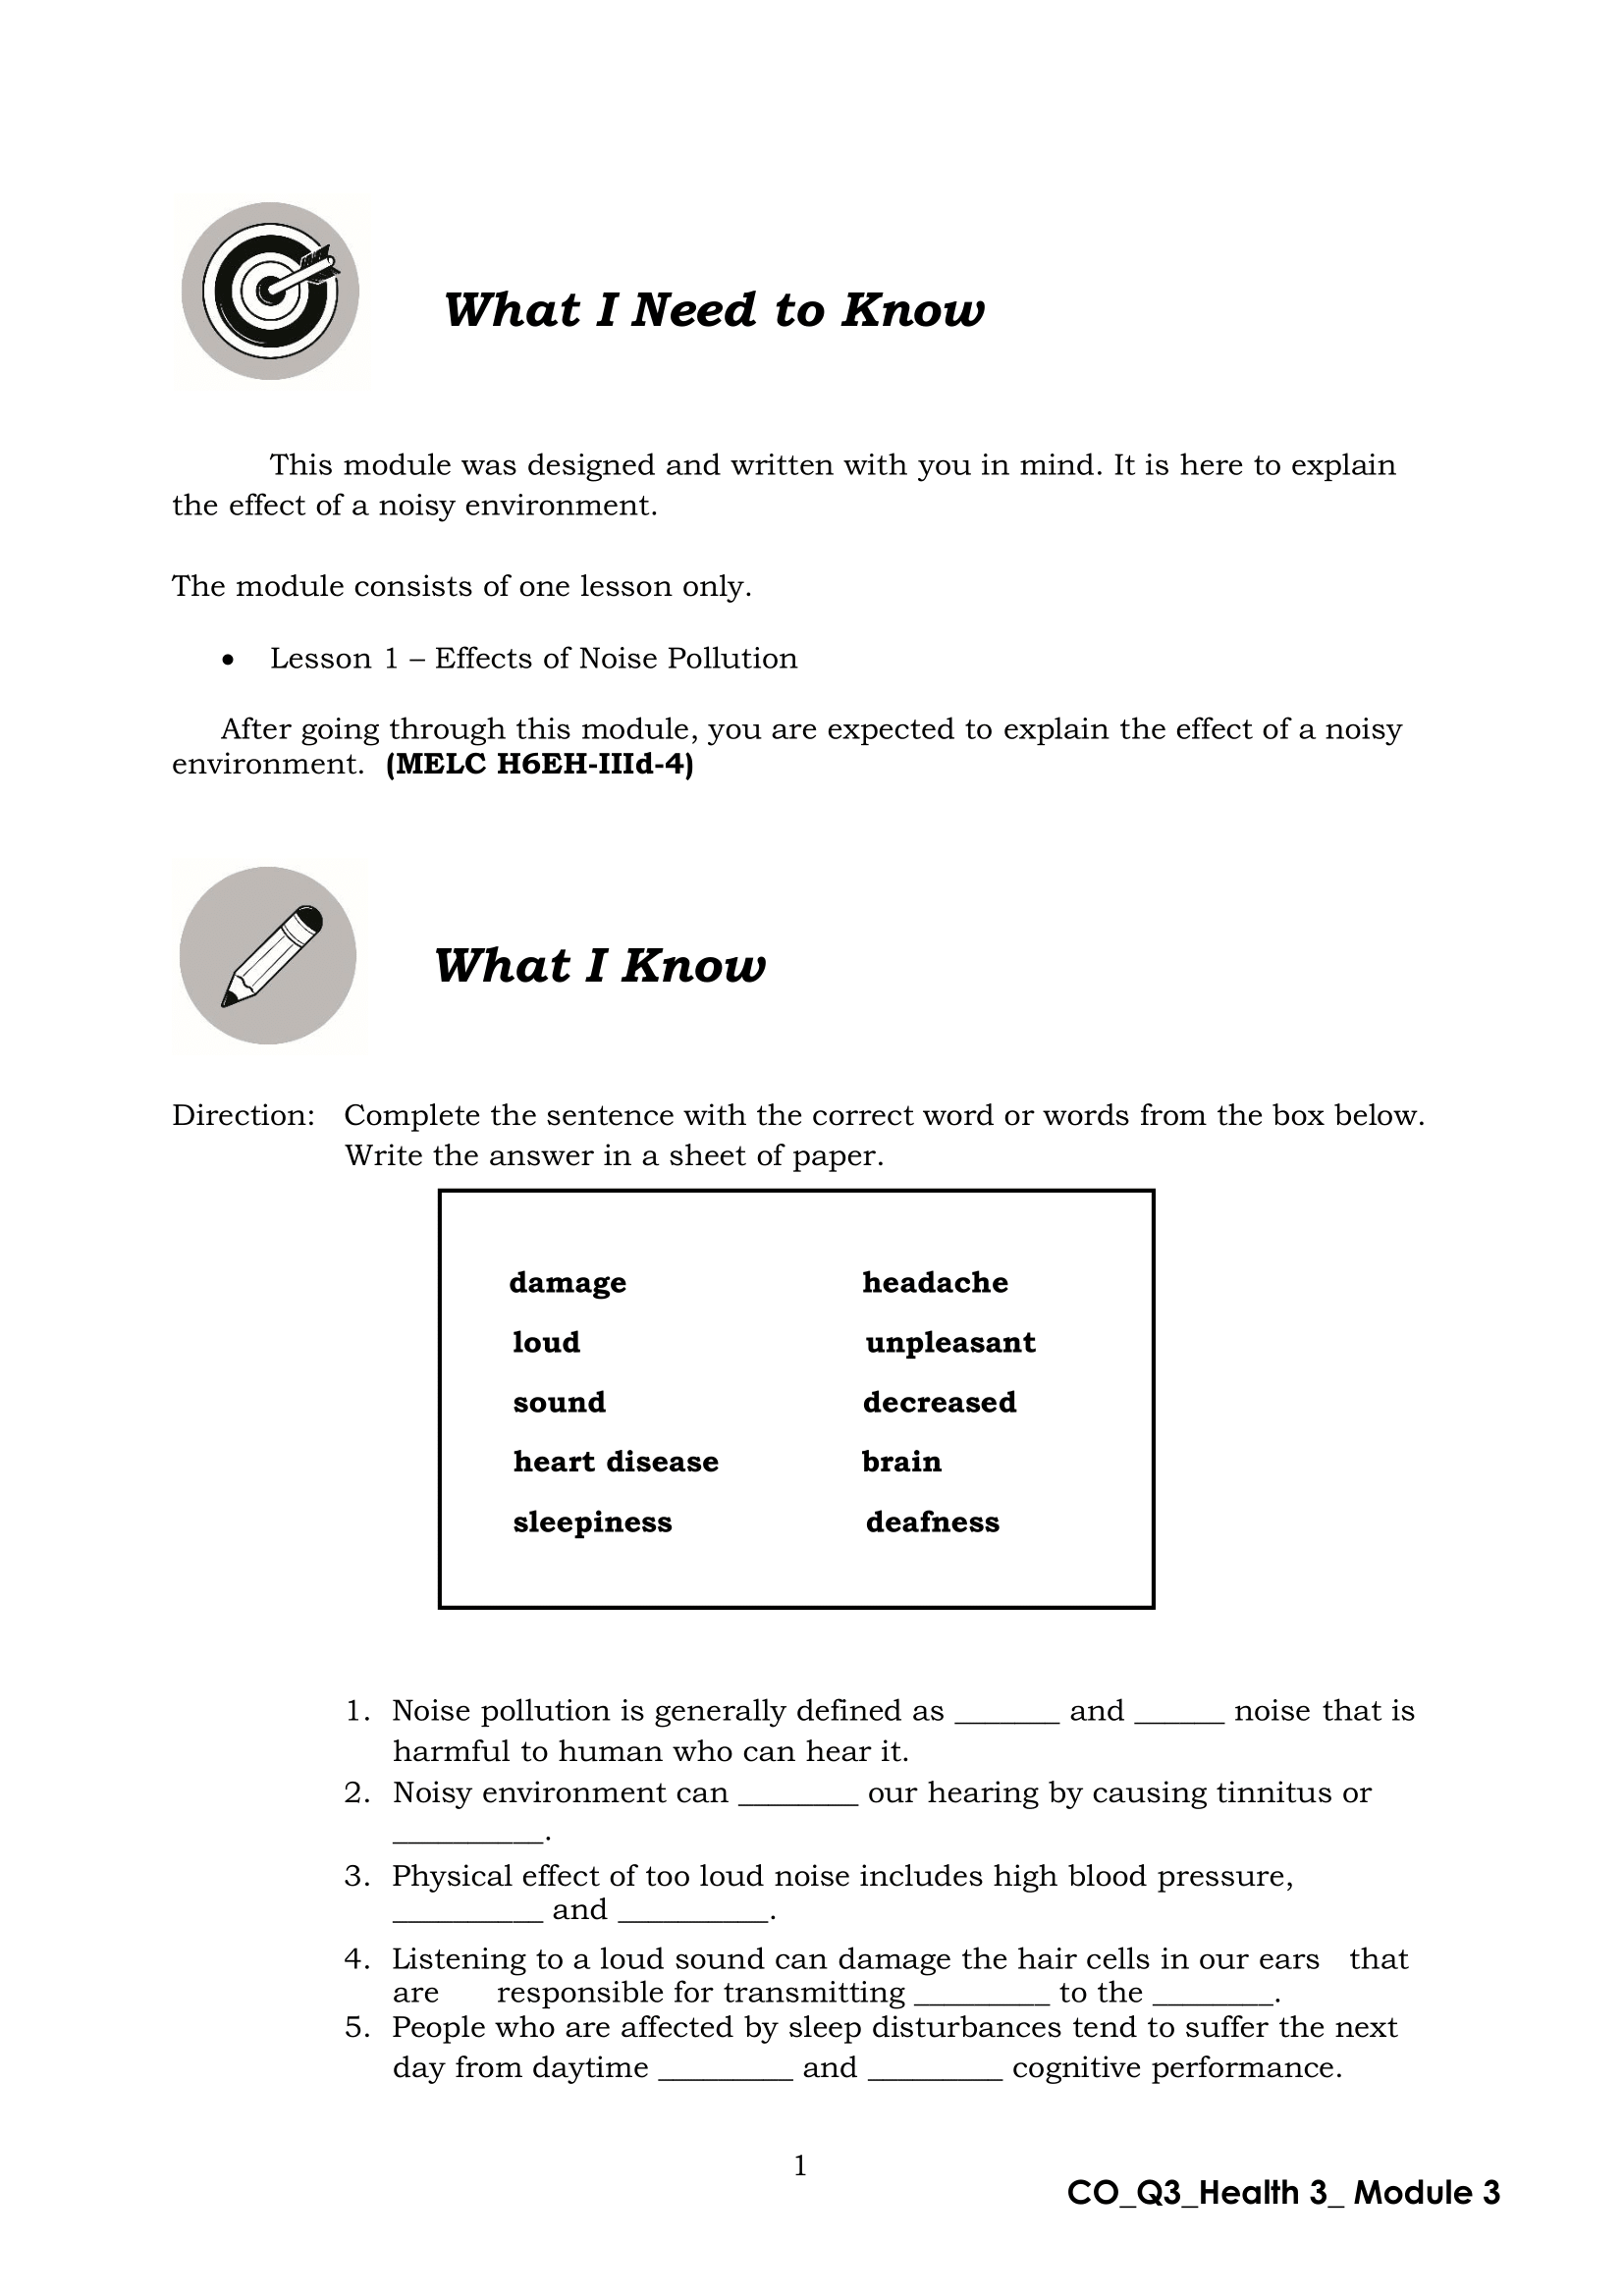 What I Need to Know
This module was designed and written with you in mind. It is here to explain
the effect of a noisy environment.
The module consists of one lesson only.
• Lesson 1 – Effects of Noise Pollution
After going through this module, you are expected to explain the effect of a noisy
environment. (MELC H6EH-IIId-4)
What I Know
Direction: Complete the sentence with the correct word or words from the box below.
Write the answer in a sheet of paper.
damage headache
loud unpleasant
sound decreased
heart disease brain
sleepiness deafness
1. Noise pollution is generally defined as _______ and ______ noise that is
harmful to human who can hear it.
2. Noisy environment can ________ our hearing by causing tinnitus or
__________.
3. Physical effect of too loud noise includes high blood pressure,
__________ and __________.
4. Listening to a loud sound can damage the hair cells in our ears that
are responsible for transmitting _________ to the ________.
5. People who are affected by sleep disturbances tend to suffer the next
day from daytime _________ and _________ cognitive performance.
1
CO_Q3_Health 3_ Module 3